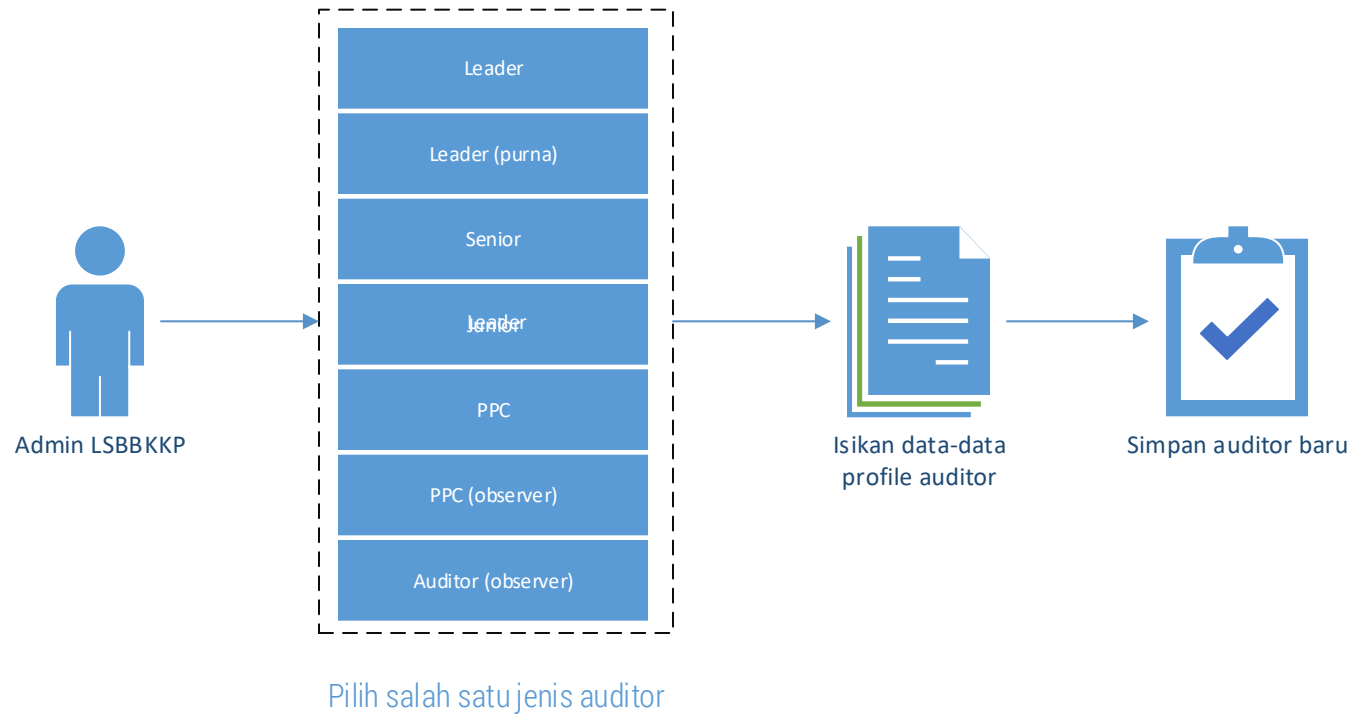 Leader
Leader (purna)
Senior
Leader
Junior
PPC
PPC (observer)
Auditor (observer)
Admin LSBBKKP
Isikan data-data
profile auditor
Simpan auditor baru
Pilih salah satu jenis auditor